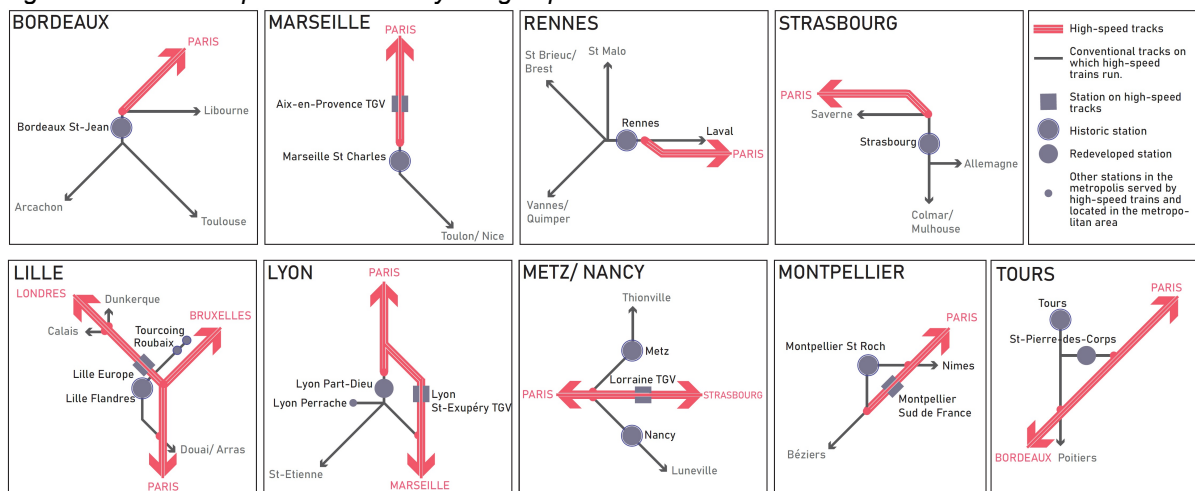 BORDEAUX
PARIS
Libourne
Bordeaux St-Jean
Arcachon
Toulouse
MARSEILLE
PARIS
Aix-en-Provence TGV
Marseille St Charles
Toulon/ Nice
RENNES
St Malo
St Brieuc/
Brest
Rennes
Laval
PARIS
Vannes/
Quimper
STRASBOURG
PARIS
Saverne
Strasbourg
Allemagne
Colmar/
Mulhouse
High-speed tracks
Conventional tracks on
which high-speed
trains run.
Station on high-speed
tracks
Historic station
Redeveloped station
Other stations in the
metropolis served by
high-speed trains and
located in the metropo-
litan area
LILLE
LONDRES
Dunkerque
BRUXELLES
Calais
Tourcoing
Roubaix
Lille Europe
Lille Flandres
Douai/ Arras
PARIS
LYON
PARIS
Lyon Part-Dieu
Lyon Perrache
Lyon
St-Exupéry TGV
St-Etienne
MARSEILLE
METZ/ NANCY
Thionville
Metz
Lorraine TGV
PARIS
STRASBOURG
Nancy
Luneville
MONTPELLIER
PARIS
Montpellier St Roch
Nimes
Montpellier
Sud de France
Béziers
TOURS
PARIS
Tours
St-Pierre-des-Corps
BORDEAUX
Poitiers